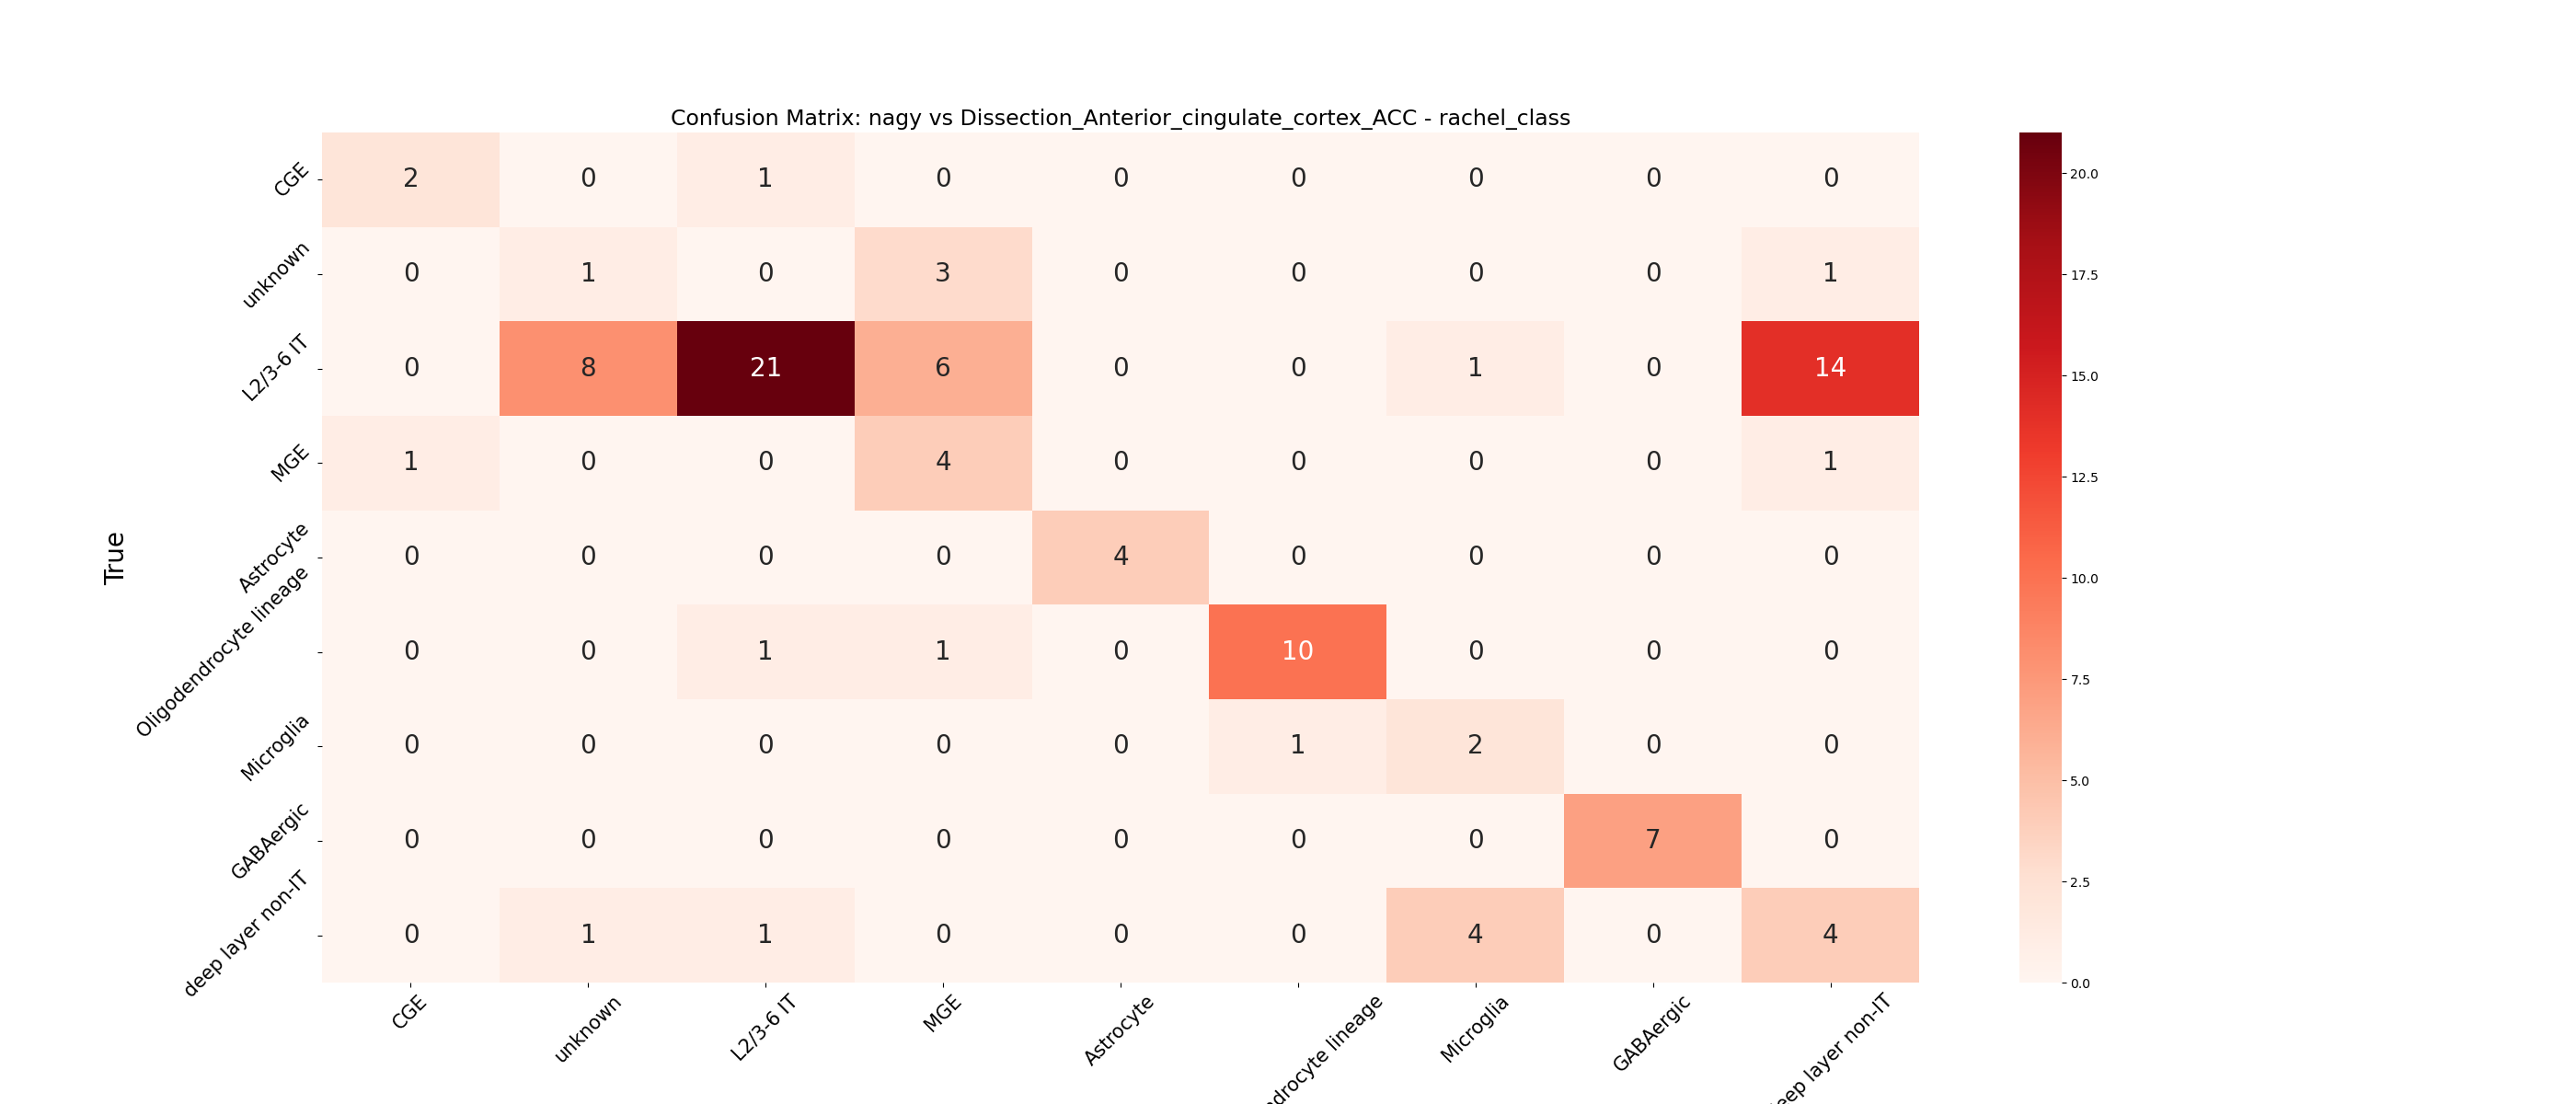 Confusion Matrix: nagy vs Dissection_Anterior_cingulate_cortex_ACC - rachel_class
True
CGE 2 0 1 0 0 0 0 0 0
unknown 0 1 0 3 0 0 0 0 1
L2/3-6 IT 0 8 21 6 0 0 1 0 14
MGE 1 0 0 4 0 0 0 0 1
Astrocyte 0 0 0 0 4 0 0 0 0
Oligodendrocyte lineage 0 0 1 1 0 10 0 0 0
Microglia 0 0 0 0 0 1 2 0 0
GABAergic 0 0 0 0 0 0 0 7 0
deep layer non-IT 0 1 1 0 0 0 4 0 4
CGE unknown L2/3-6 IT MGE Astrocyte lineage Microglia GABAergic layer non-IT
20.0
17.5
15.0
12.5
10.0
7.5
5.0
2.5
0.0